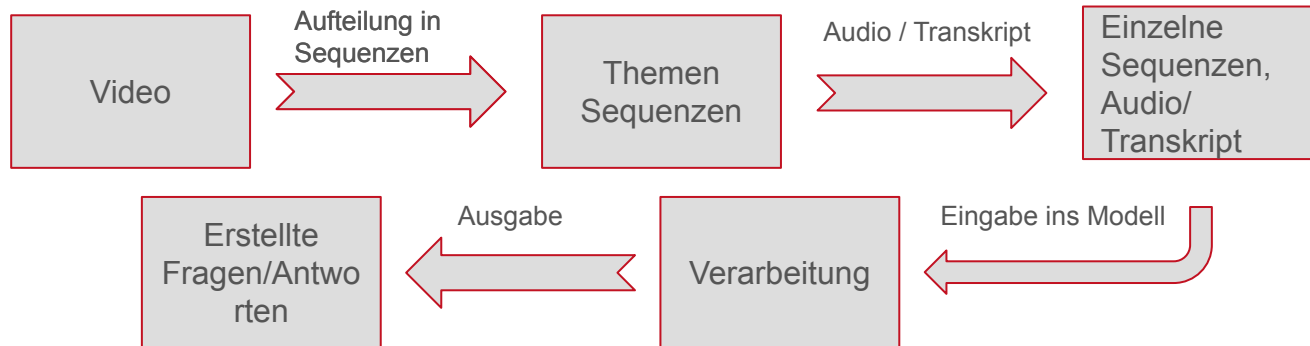 Video
Aufteilung in
Sequenzen
Themen
Sequenzen
Audio / Transkript
Einzelne
Sequenzen,
Audio/
Transkript
Erstellte
Fragen/Antwo
rten
Ausgabe
Verarbeitung
Eingabe ins Modell